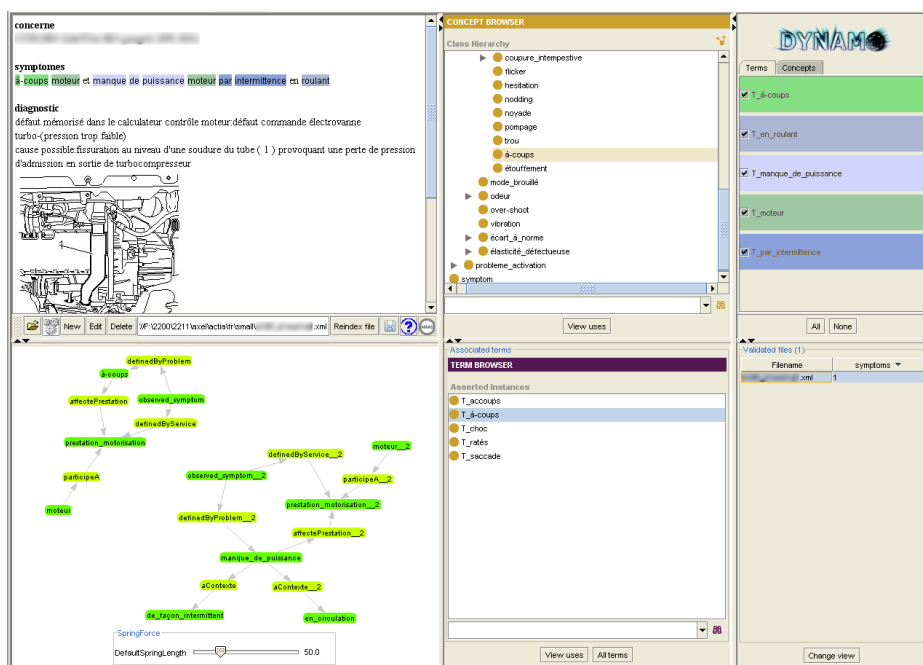 concerne
symptomes
à-coups moteur et manque de puissance moteur par intermittence en roulant
diagnostic
défaut mémorisé dans le calculateur contrôle moteur:défaut commande électrovanne
turbo-(pression trop faible)
cause possible:fissuration au niveau d'une soudure du tube ( 1 ) provoquant une perte de pression
d'admission en sortie de turbocompresseur
1
New Edit Delete .xml Reindex file
CONCEPT BROWSER
Class Hierarchy
coupure_intempestive
flicker
hesitation
nodding
noyade
pompage
trou
à-coups
étouffement
mode_brouillé
odeur
over-shoot
vibration
écart_à_norme
élasticité_défectueuse
probleme_activation
symptom
View uses
DYNAMO
Terms Concepts
T_à-coups
T_en_roulant
T_manque_de_puissance
T_moteur
T_par_intermittence
All None
definedByProblem
à-coups
affectePrestation
observed_symptom
definedByService
prestation_motorisation
participeA
moteur
definedByService__2
moteur__2
observed_symptom__2
participeA__2
prestation_motorisation__2
definedByProblem__2
affectePrestation__2
manque_de_puissance
aContexte
aContexte__2
de_façon_intermittent
en_circulation
SpringForce
DefaultSpringLength 50.0
Associated terms
TERM BROWSER
Asserted Instances
T_accoups
T_à-coups
T_choc
T_ratés
T_saccade
View uses All terms
Validated files (1)
Filename symptoms
.xml 1
Change view